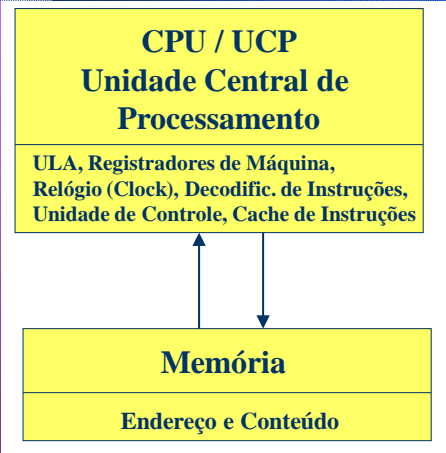 CPU / UCP
Unidade Central de
Processamento
ULA, Registradores de Máquina,
Relógio (Clock), Decodific. de Instruções,
Unidade de Controle, Cache de Instruções
Memória
Endereço e Conteúdo